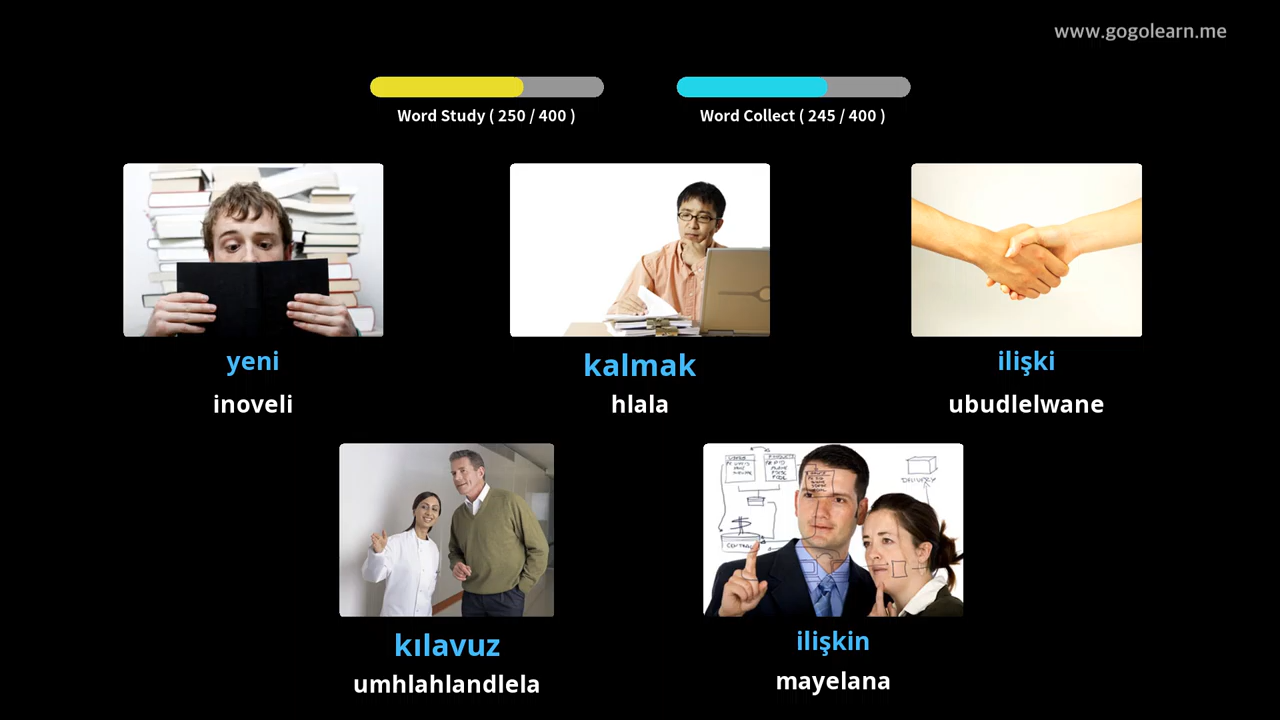 www.gogolearn.me
Word Study ( 250 / 400 )
Word Collect ( 245 / 400 )
yeni
inoveli
kalmak
hlala
ilişki
ubudlelwane
DELIVERY
kılavuz
umhlahlandlela
ilişkin
mayelana